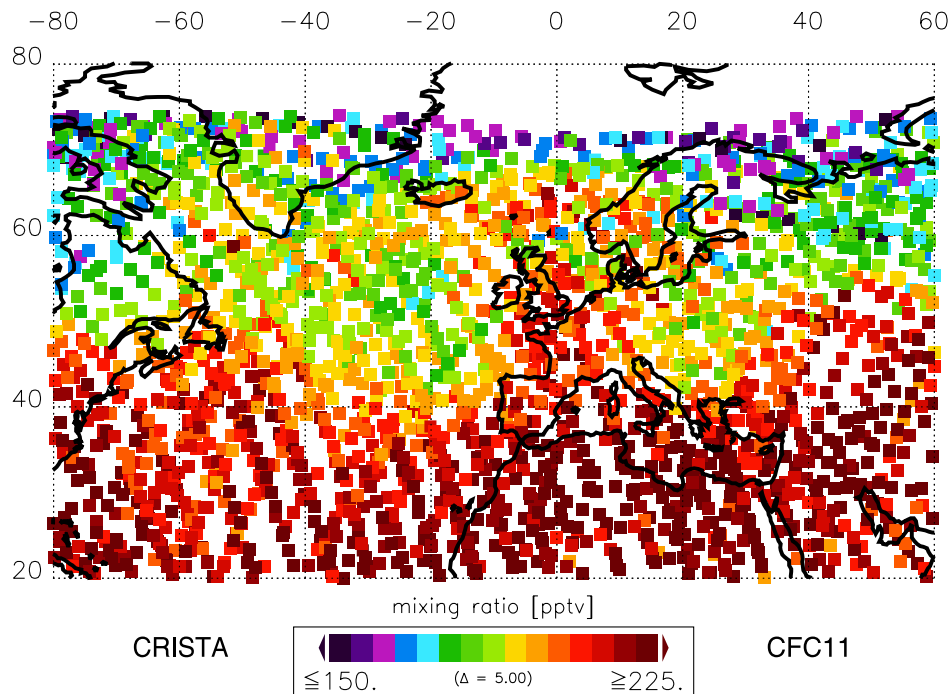 −80 −60 −40 −20 0 20 40 60
80
60
40
20
mixing ratio [pptv]
CRISTA CFC11
≦150. (Δ = 5.00) ≧225.